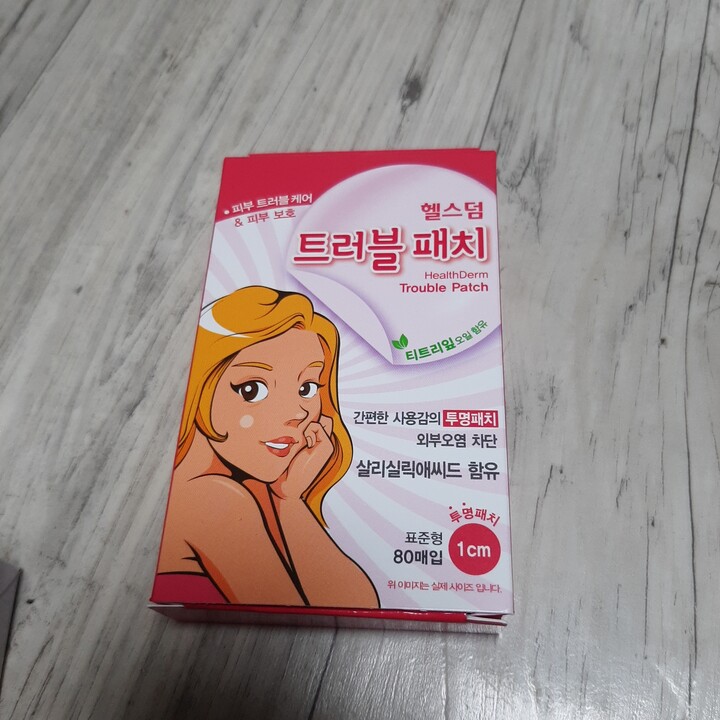 피부 트러블 케어
& 피부 보호
헬스덤
트러블 패치
HealthDerm
Trouble Patch
티트리잎 오일 함유
간편한 사용감의 투명패치
외부오염 차단
살리실릭애씨드 함유
투명패치
표준형
80매입
1cm
위 이미지는 실제 사이즈 입니다.